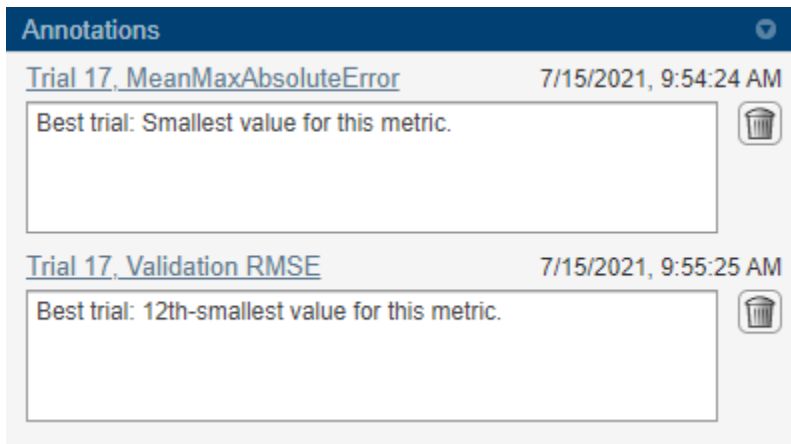 Annotations
Trial 17, MeanMaxAbsoluteError 7/15/2021, 9:54:24 AM
Best trial: Smallest value for this metric.
Trial 17, Validation RMSE 7/15/2021, 9:55:25 AM
Best trial: 12th-smallest value for this metric.